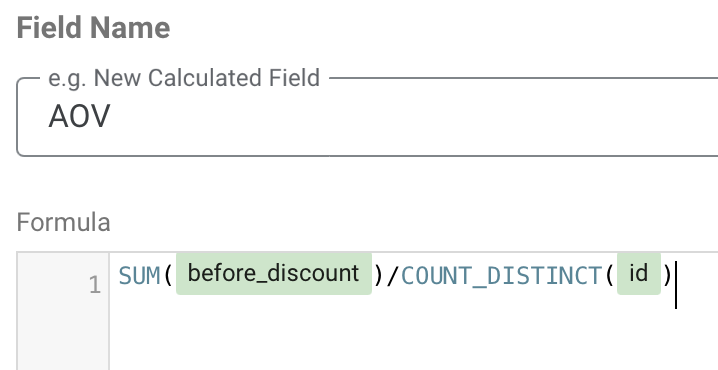 Field Name
e.g. New Calculated Field
AOV
Formula
1 SUM( before_discount )/COUNT_DISTINCT( id )